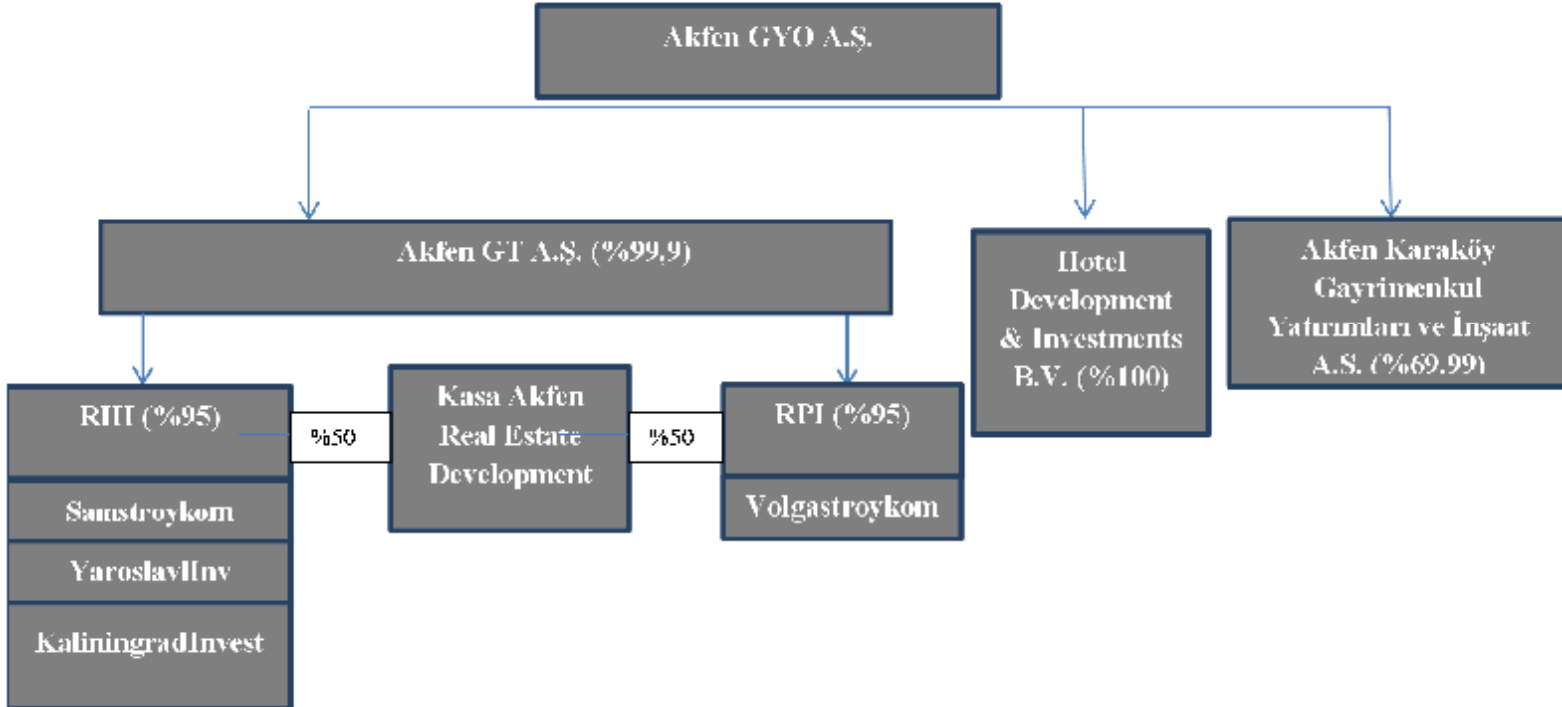 Akfen GYO A.Ş.
Akfen GT A.Ş. (%99,9)
Hotel
Development
& Investments
B.V. (%100)
Akfen Karaköy
Gayrimenkul
Yatırımları ve İnşaat
A.S. (%69,99)
RHI (%95)
%50
Kasa Akfen
Real Estate
Development
%50
RPI (%95)
Samstroykom
YaroslavlInv
KaliningradInvest
Volgastroykom